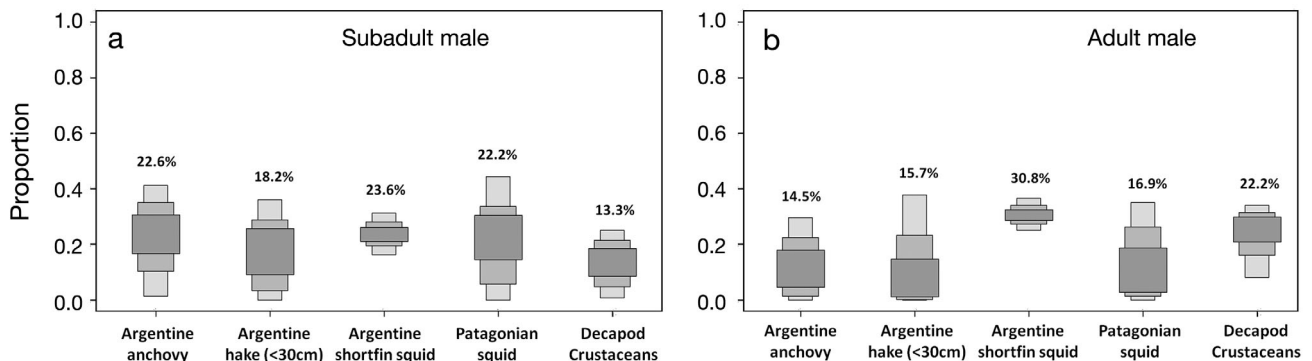 a Subadult male
1.0
0.8
0.6
0.4
0.2
0.0
Proportion
22.6%
18.2%
23.6%
22.2%
13.3%
Argentine anchovy
Argentine hake (<30cm)
Argentine shortfin squid
Patagonian squid
Decapod Crustaceans
b Adult male
1.0
0.8
0.6
0.4
0.2
0.0
14.5%
15.7%
30.8%
16.9%
22.2%
Argentine anchovy
Argentine hake (<30cm)
Argentine shortfin squid
Patagonian squid
Decapod Crustaceans